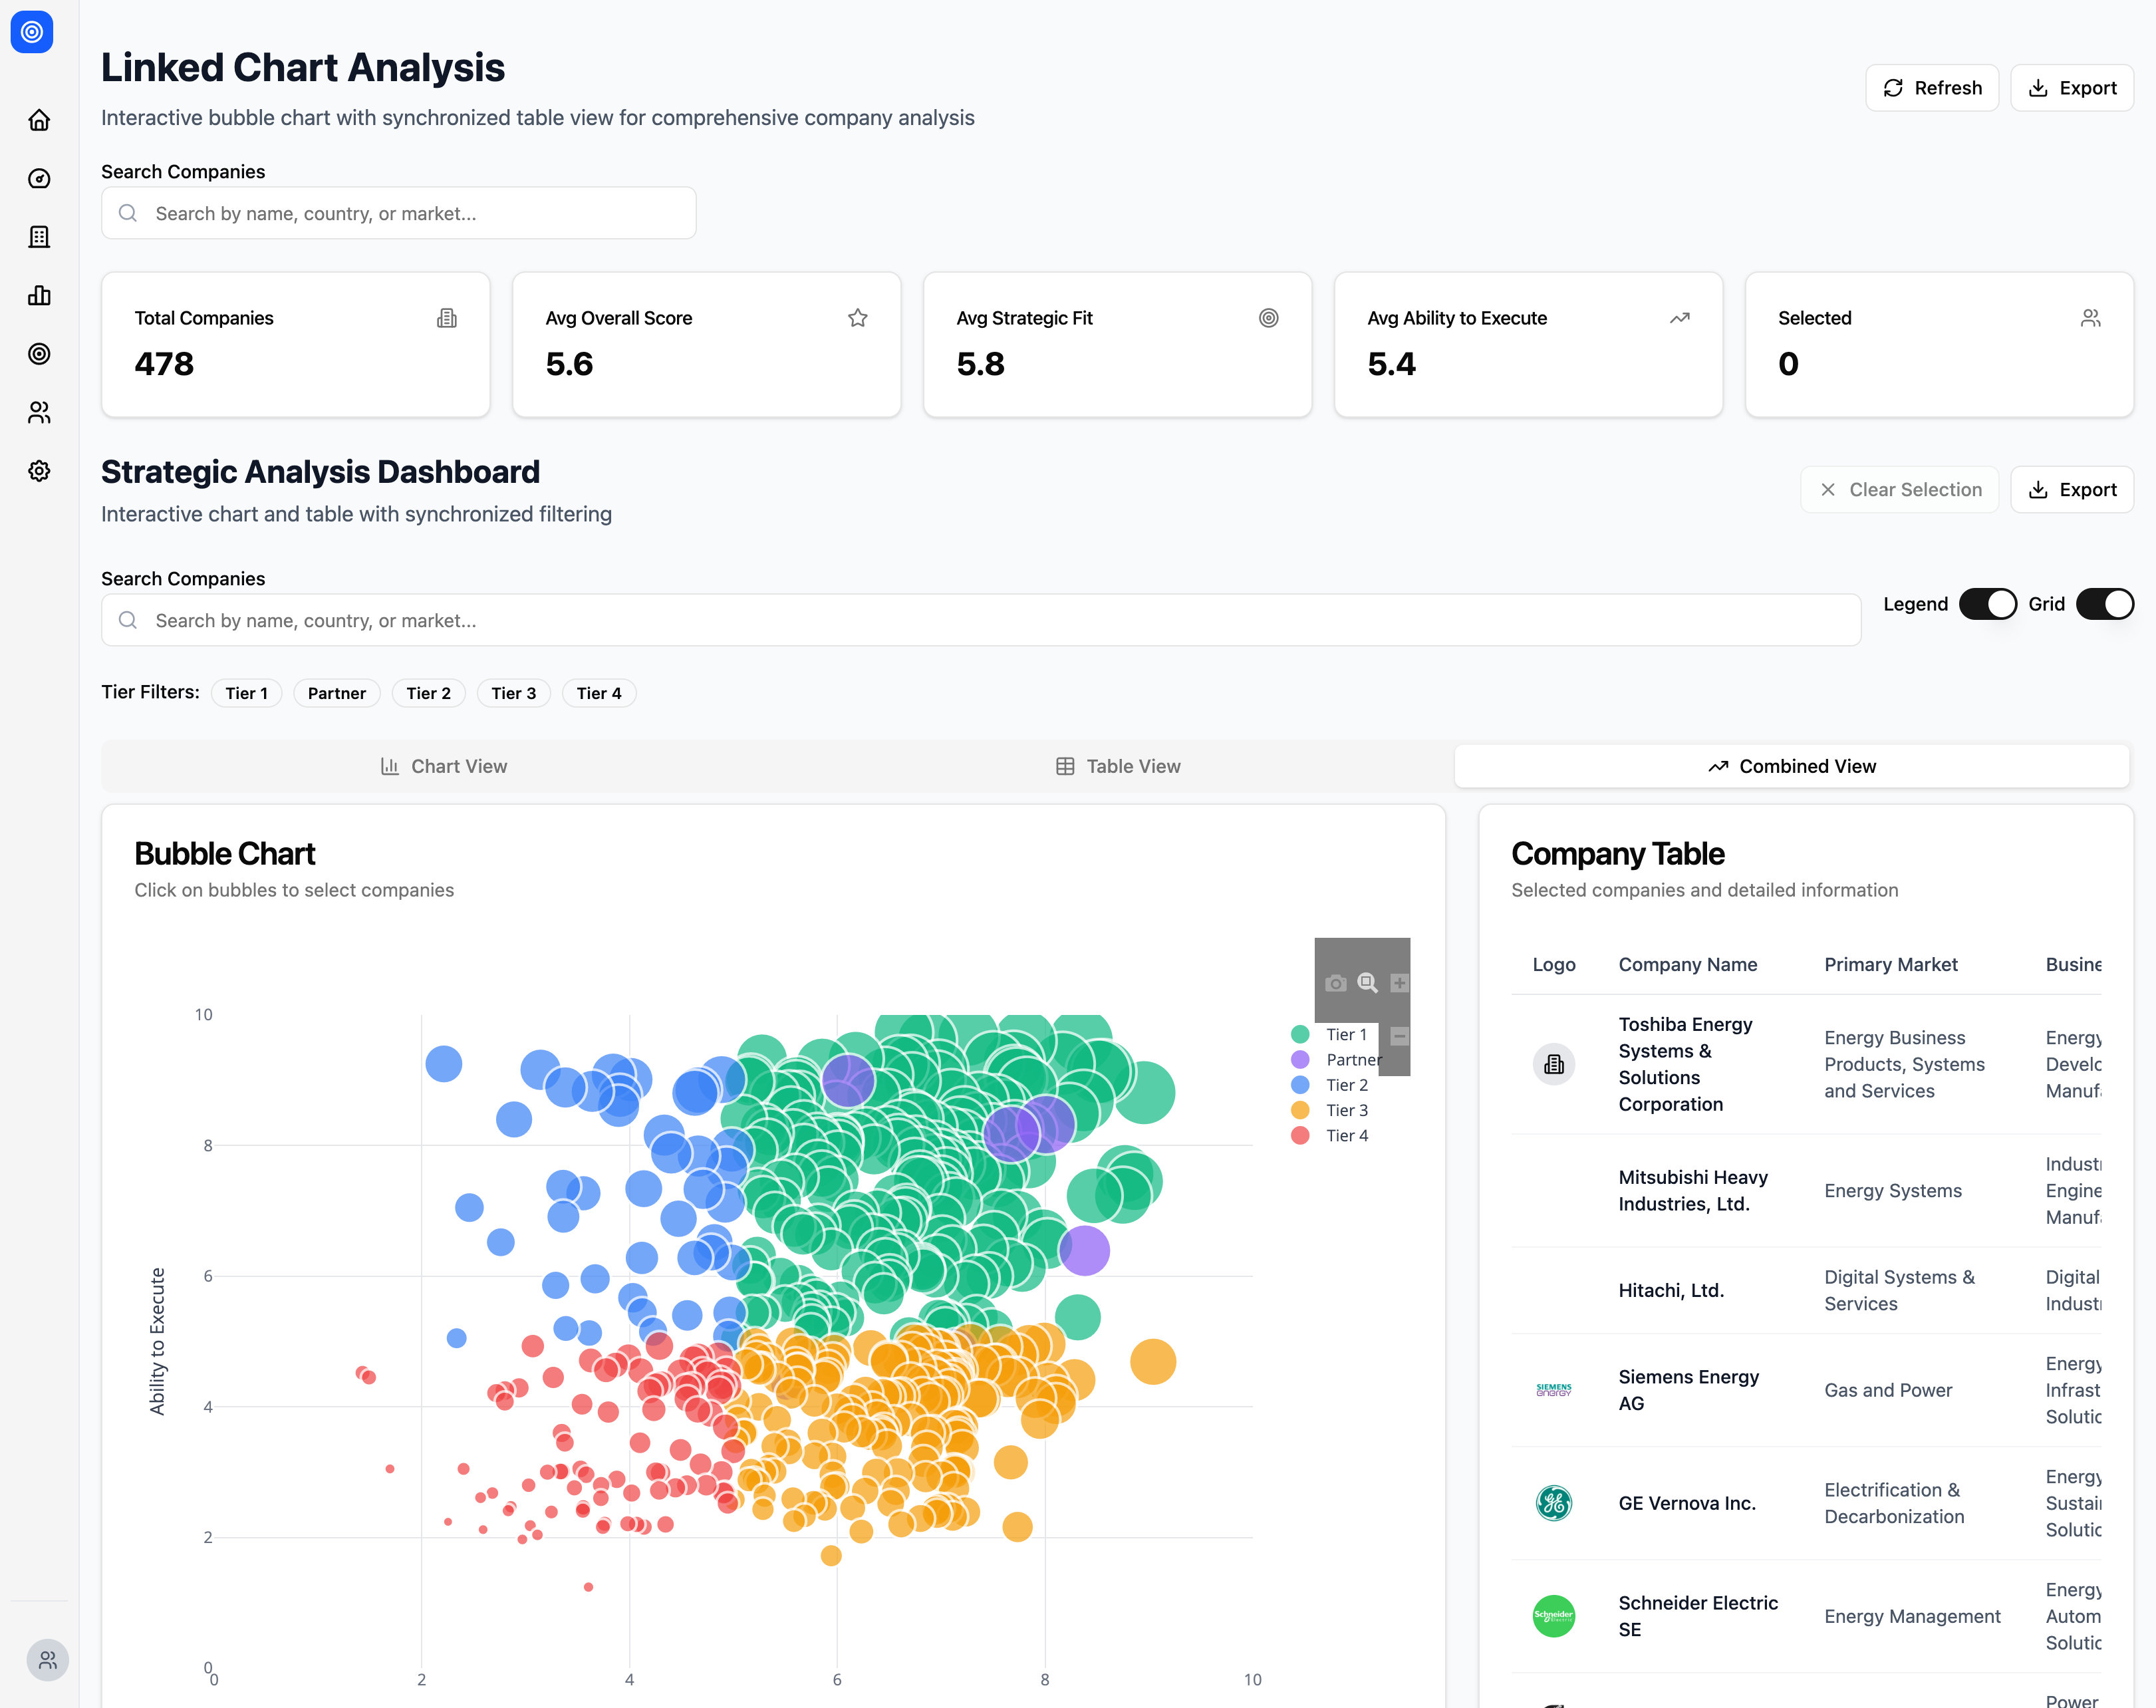 Linked Chart Analysis
Interactive bubble chart with synchronized table view for comprehensive company analysis
Refresh
Export
Search Companies
Search by name, country, or market...
Total Companies
478
Avg Overall Score
5.6
Avg Strategic Fit
5.8
Avg Ability to Execute
5.4
Selected
0
Strategic Analysis Dashboard
Interactive chart and table with synchronized filtering
Clear Selection
Export
Search Companies
Search by name, country, or market...
Legend
Grid
Tier Filters:
Tier 1
Partner
Tier 2
Tier 3
Tier 4
Chart View
Table View
Combined View
Bubble Chart
Click on bubbles to select companies
Tier 1
Partner
Tier 2
Tier 3
Tier 4
Ability to Execute
10
8
6
4
2
0
0
2
4
6
8
10
Company Table
Selected companies and detailed information
Logo
Company Name
Primary Market
Busine
Toshiba Energy
Systems &
Solutions
Corporation
Energy Business
Products, Systems
and Services
Energy
Develo
Manufa
Mitsubishi Heavy
Industries, Ltd.
Energy Systems
Industr
Engine
Manufa
Hitachi, Ltd.
Digital Systems &
Services
Digital
Industr
SIEMENS
energy
Siemens Energy
AG
Gas and Power
Energy
Infrast
Solutic
GE
GE Vernova Inc.
Electrification &
Decarbonization
Energy
Sustai
Solutic
Schneider
Schneider Electric
SE
Energy Management
Energy
Autom
Solutic
Power